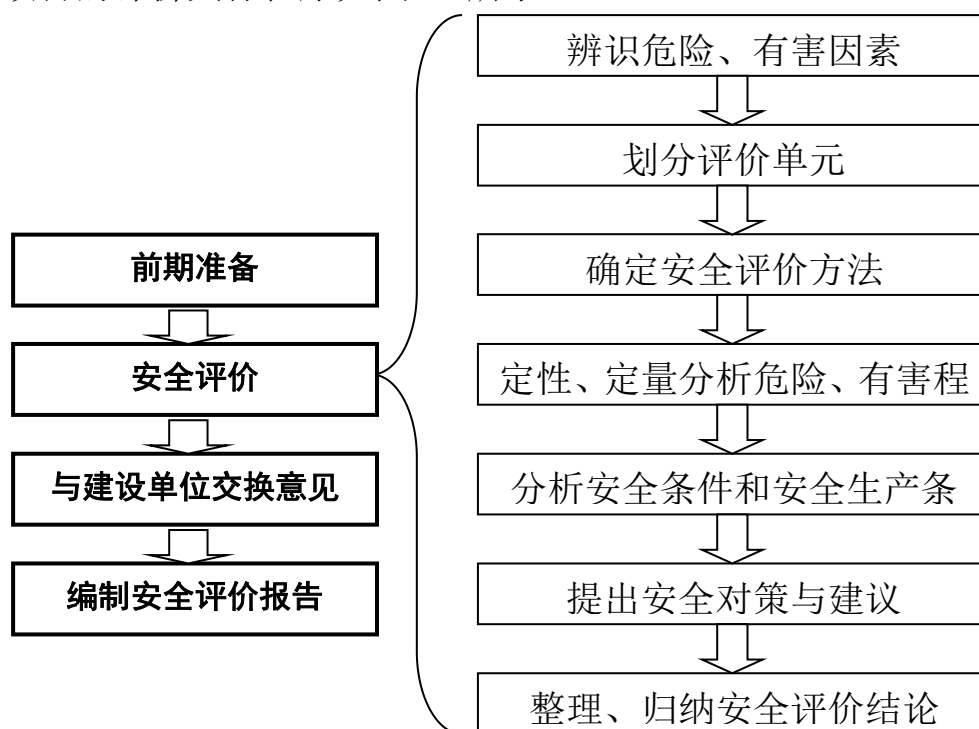 前期准备
安全评价
与建设单位交换意见
编制安全评价报告
辨识危险、有害因素
划分评价单元
确定安全评价方法
定性、定量分析危险、有害程
分析安全条件和安全生产条
提出安全对策与建议
整理、归纳安全评价结论